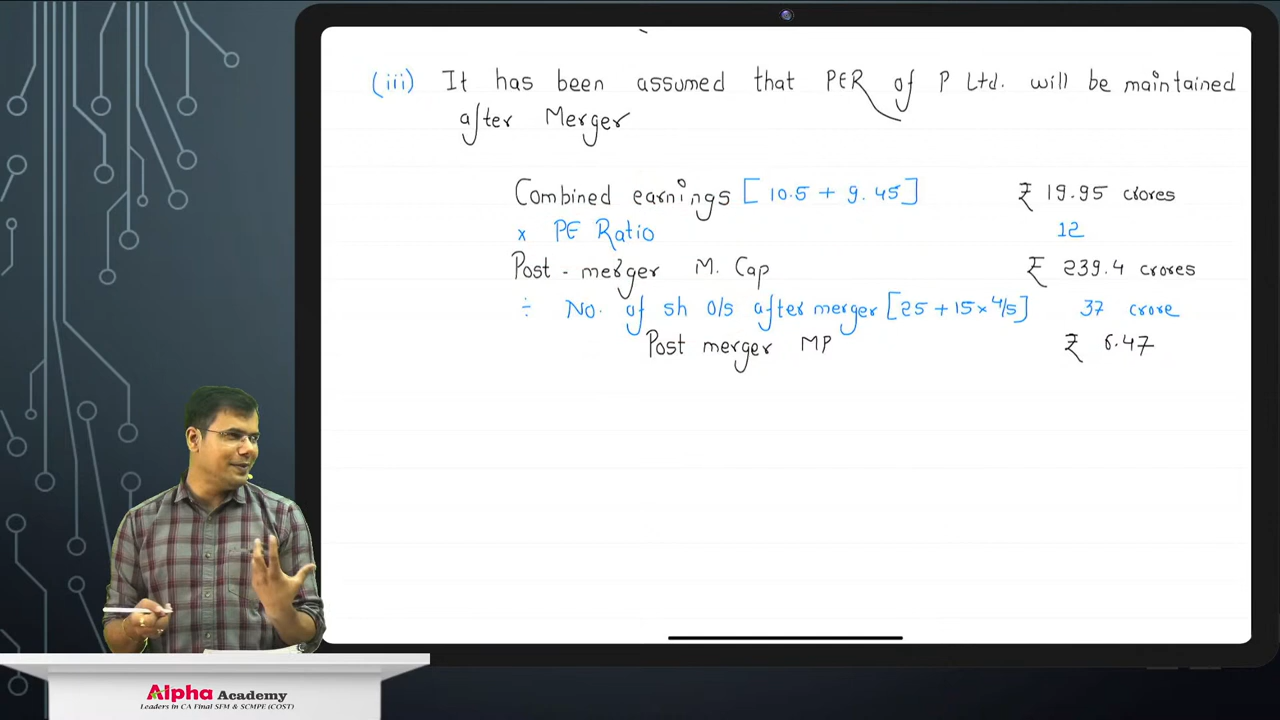 (iii) It has been assumed that PER of P Ltd. will be maintained
after Merger
Combined earnings [10.5 + 9.45] ₹ 19.95 crores
x PE Ratio 12
Post - merger M. Cap ₹ 239.4 crores
÷ No. of sh o/s after merger [25 + 15 x 4/5] 37 crore
Post merger MP ₹ 6.47
Alpha Academy
Leaders in CA Final SFM & SCMPE (COST)